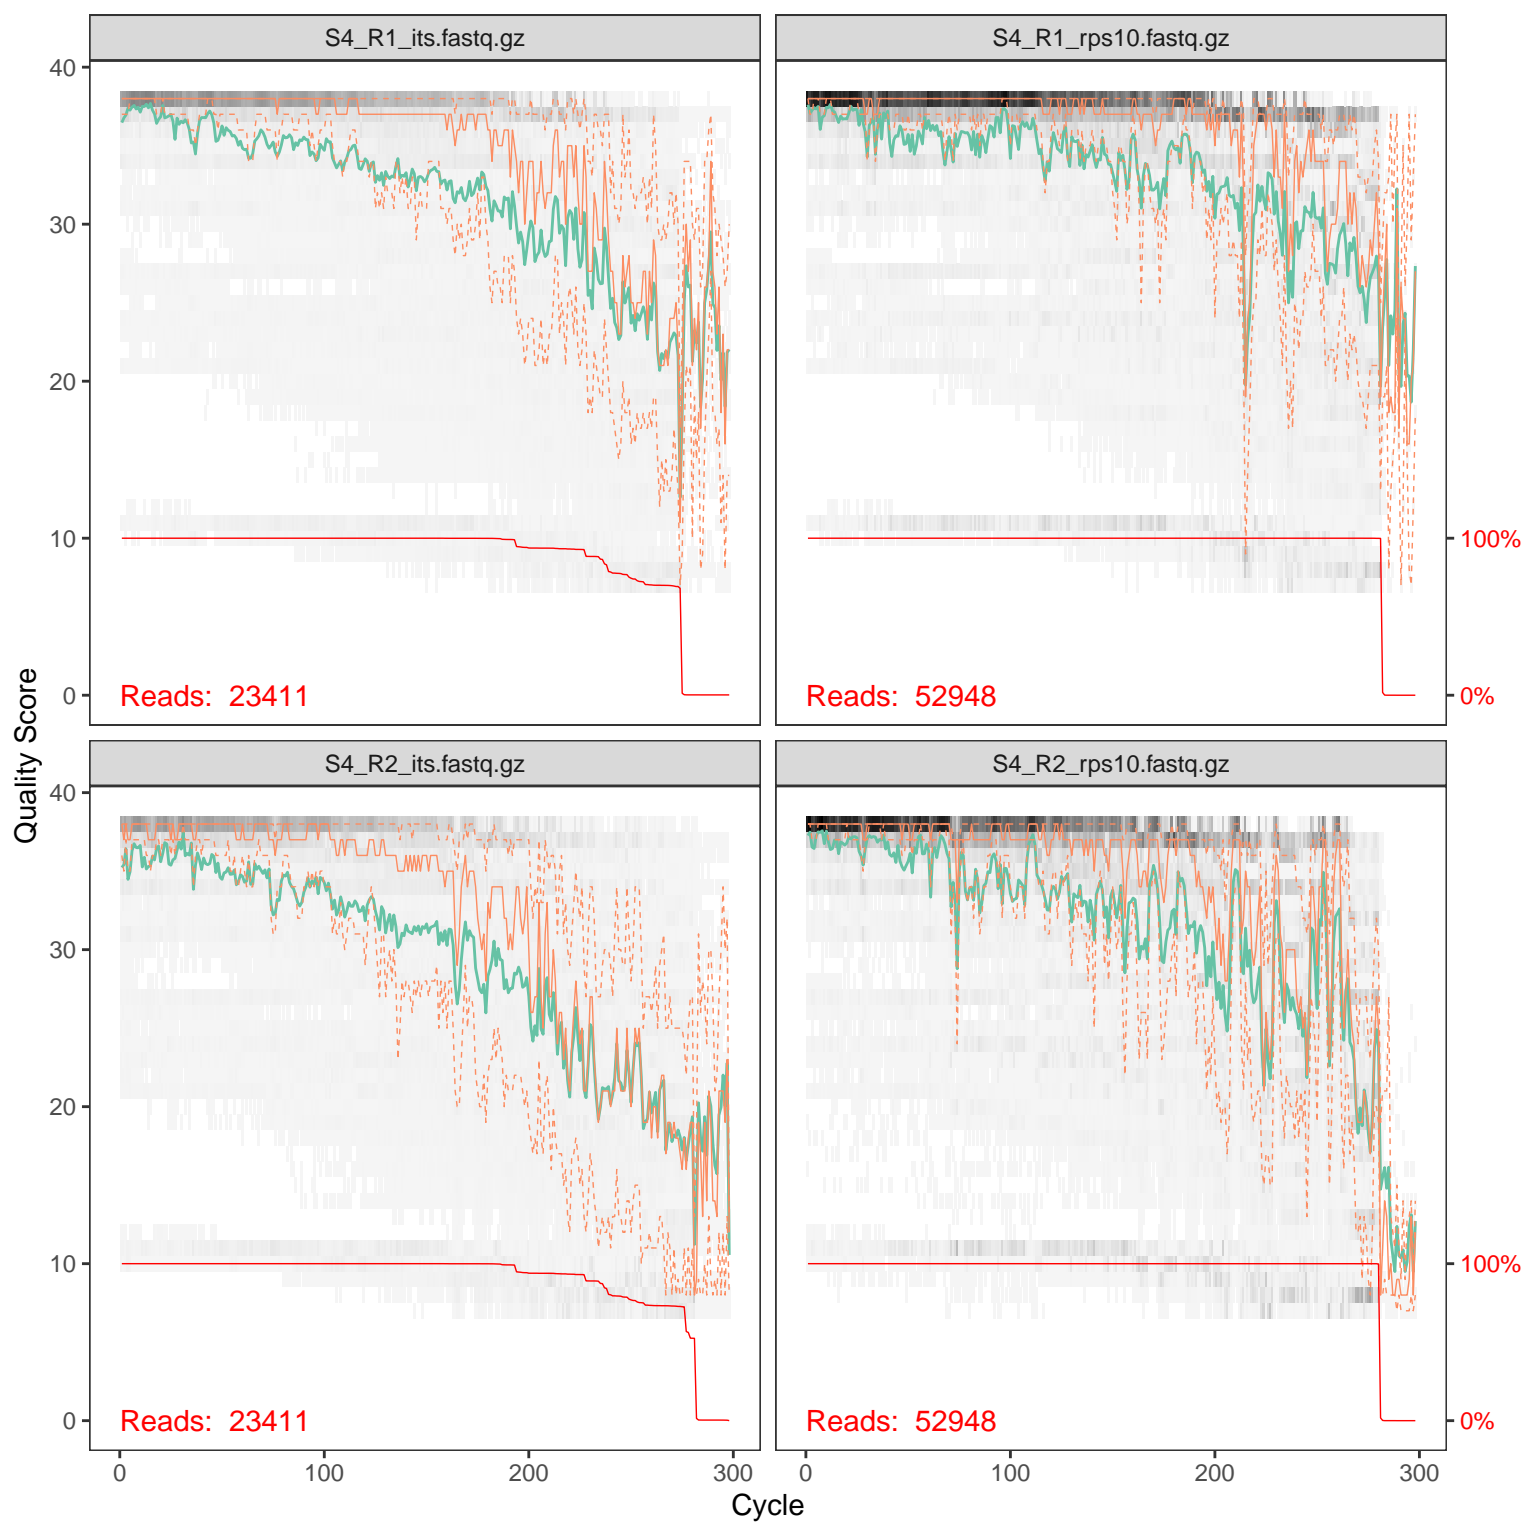 S4_R1_its.fastq.gz
S4_R1_rps10.fastq.gz
40
30
20
10
0
100%
0%
Reads: 23411
Reads: 52948
Quality Score
S4_R2_its.fastq.gz
S4_R2_rps10.fastq.gz
40
30
20
10
0
100%
0%
Reads: 23411
Reads: 52948
0
100
200
300
0
100
200
300
Cycle